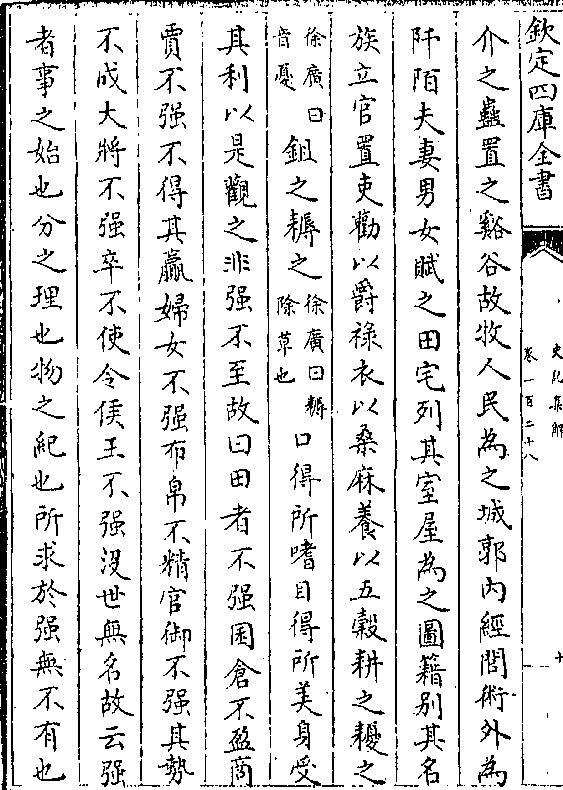 欽定四庫全書
史記集解
卷一百二十八
十
介之蠱置之谿谷故牧人民為之城郭內經閭術外為
阡陌夫妻男女賦之田宅列其室屋為之圖籍别其名
族立官置吏勸以爵祿衣以桑麻養以五穀耕之耰之
徐廣曰
音憂
鉏之耨之
徐廣曰耨
除草也
口得所嗜目得所美身受
其利以是觀之非强不至故曰田者不强囷倉不盈商
賈不强不得其贏婦女不强布帛不精官御不强其勢
不成大將不强卒不使令侯王不强沒世無名故云强
者事之始也分之理也物之紀也所求於强無不有也